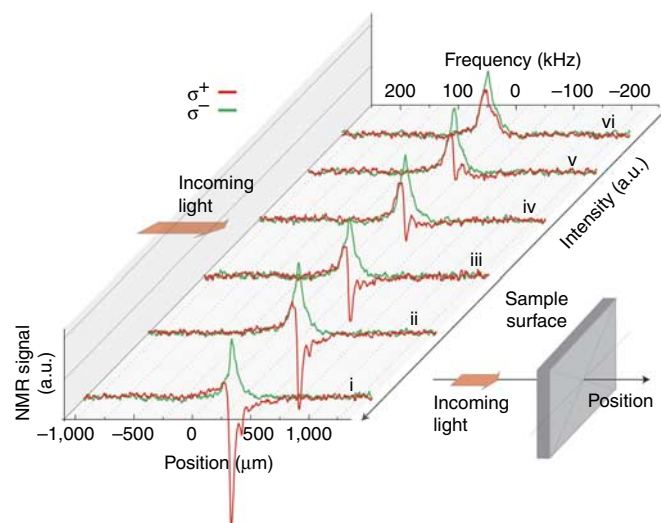 Frequency (kHz)
200 100 0 −100 −200
σ+
σ−
vi
v
iv
iii
ii
i
Incoming
light
Intensity (a.u.)
Sample
surface
Incoming
light
Position
NMR signal
(a.u.)
−1,000 −500 0 500 1,000
Position (μm)